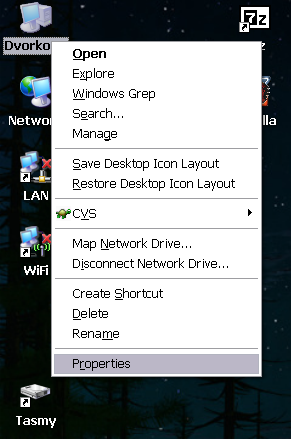 7z
Dvorko
Open
Explore
Windows Grep
Search...
Manage
Save Desktop Icon Layout
Restore Desktop Icon Layout
CVS
Map Network Drive...
Disconnect Network Drive...
Create Shortcut
Delete
Rename
Properties
z
Networ
lla
LAN
WiFi
Tasmy